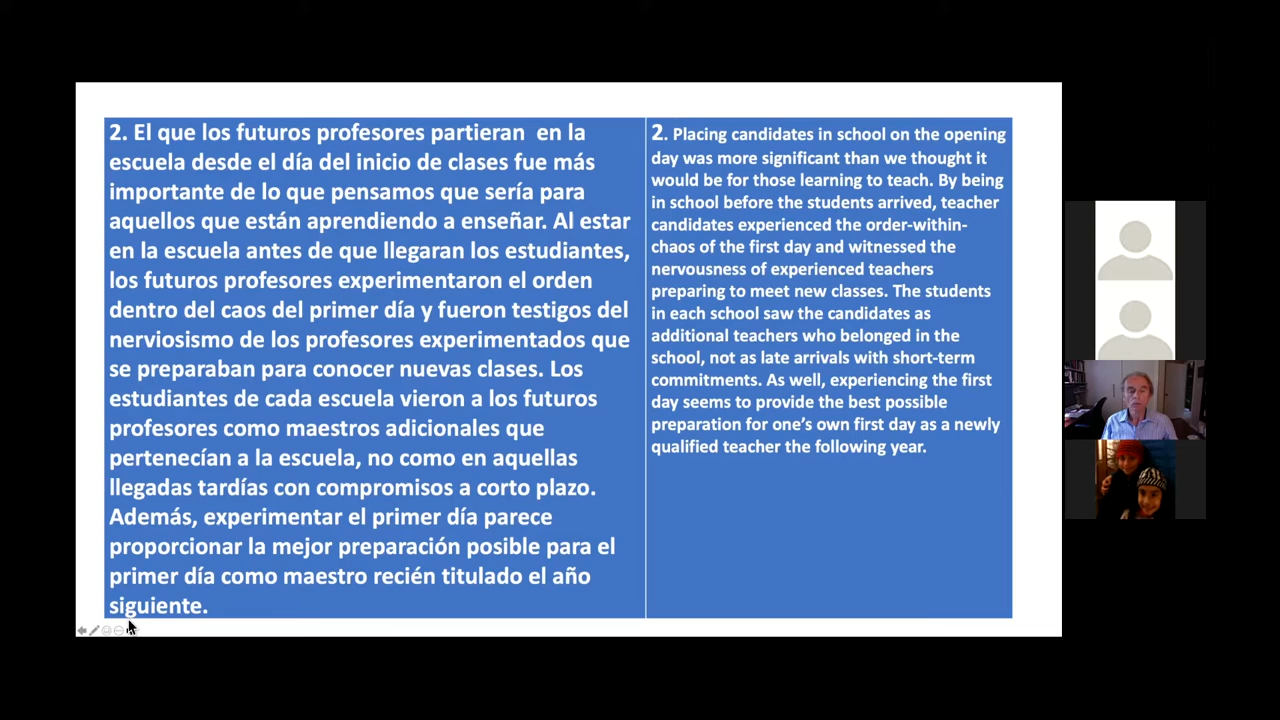 2. El que los futuros profesores partieran en la
escuela desde el día del inicio de clases fue más
importante de lo que pensamos que sería para
aquellos que están aprendiendo a enseñar. Al estar
en la escuela antes de que llegaran los estudiantes,
los futuros profesores experimentaron el orden
dentro del caos del primer día y fueron testigos del
nerviosismo de los profesores experimentados que
se preparaban para conocer nuevas clases. Los
estudiantes de cada escuela vieron a los futuros
profesores como maestros adicionales que
pertenecían a la escuela, no como en aquellas
llegadas tardías con compromisos a corto plazo.
Además, experimentar el primer día parece
proporcionar la mejor preparación posible para el
primer día como maestro recién titulado el año
siguiente.
2. Placing candidates in school on the opening
day was more significant than we thought it
would be for those learning to teach. By being
in school before the students arrived, teacher
candidates experienced the order-within-
chaos of the first day and witnessed the
nervousness of experienced teachers
preparing to meet new classes. The students
in each school saw the candidates as
additional teachers who belonged in the
school, not as late arrivals with short-term
commitments. As well, experiencing the first
day seems to provide the best possible
preparation for one’s own first day as a newly
qualified teacher the following year.